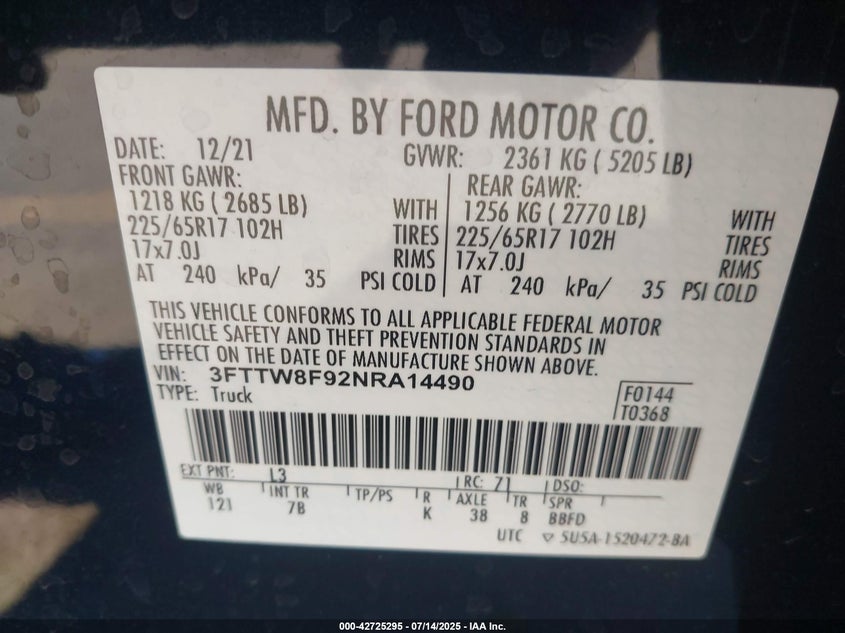 MFD. BY FORD MOTOR CO.
DATE: 12/21 GVWR: 2361 KG ( 5205 LB)
FRONT GAWR: REAR GAWR:
1218 KG ( 2685 LB) WITH 1256 KG ( 2770 LB) WITH
225/65R17 102H TIRES 225/65R17 102H TIRES
17x7.0J RIMS 17x7.0J RIMS
AT 240 kPa/ 35 PSI COLD AT 240 kPa/ 35 PSI COLD
THIS VEHICLE CONFORMS TO ALL APPLICABLE FEDERAL MOTOR
VEHICLE SAFETY AND THEFT PREVENTION STANDARDS IN
EFFECT ON THE DATE OF MANUFACTURE SHOWN ABOVE.
VIN: 3FTTW8F92NRA14490
TYPE: Truck
F0144
T0368
EXT PNT: L3 RC: 71 DSO:
WB INT TR TP/PS R AXLE TR SPR
121 7B K 38 8 BBFD
UTC ▽ 5U5A-1520472-BA
000-42725295 - 07/14/2025 - IAA Inc.